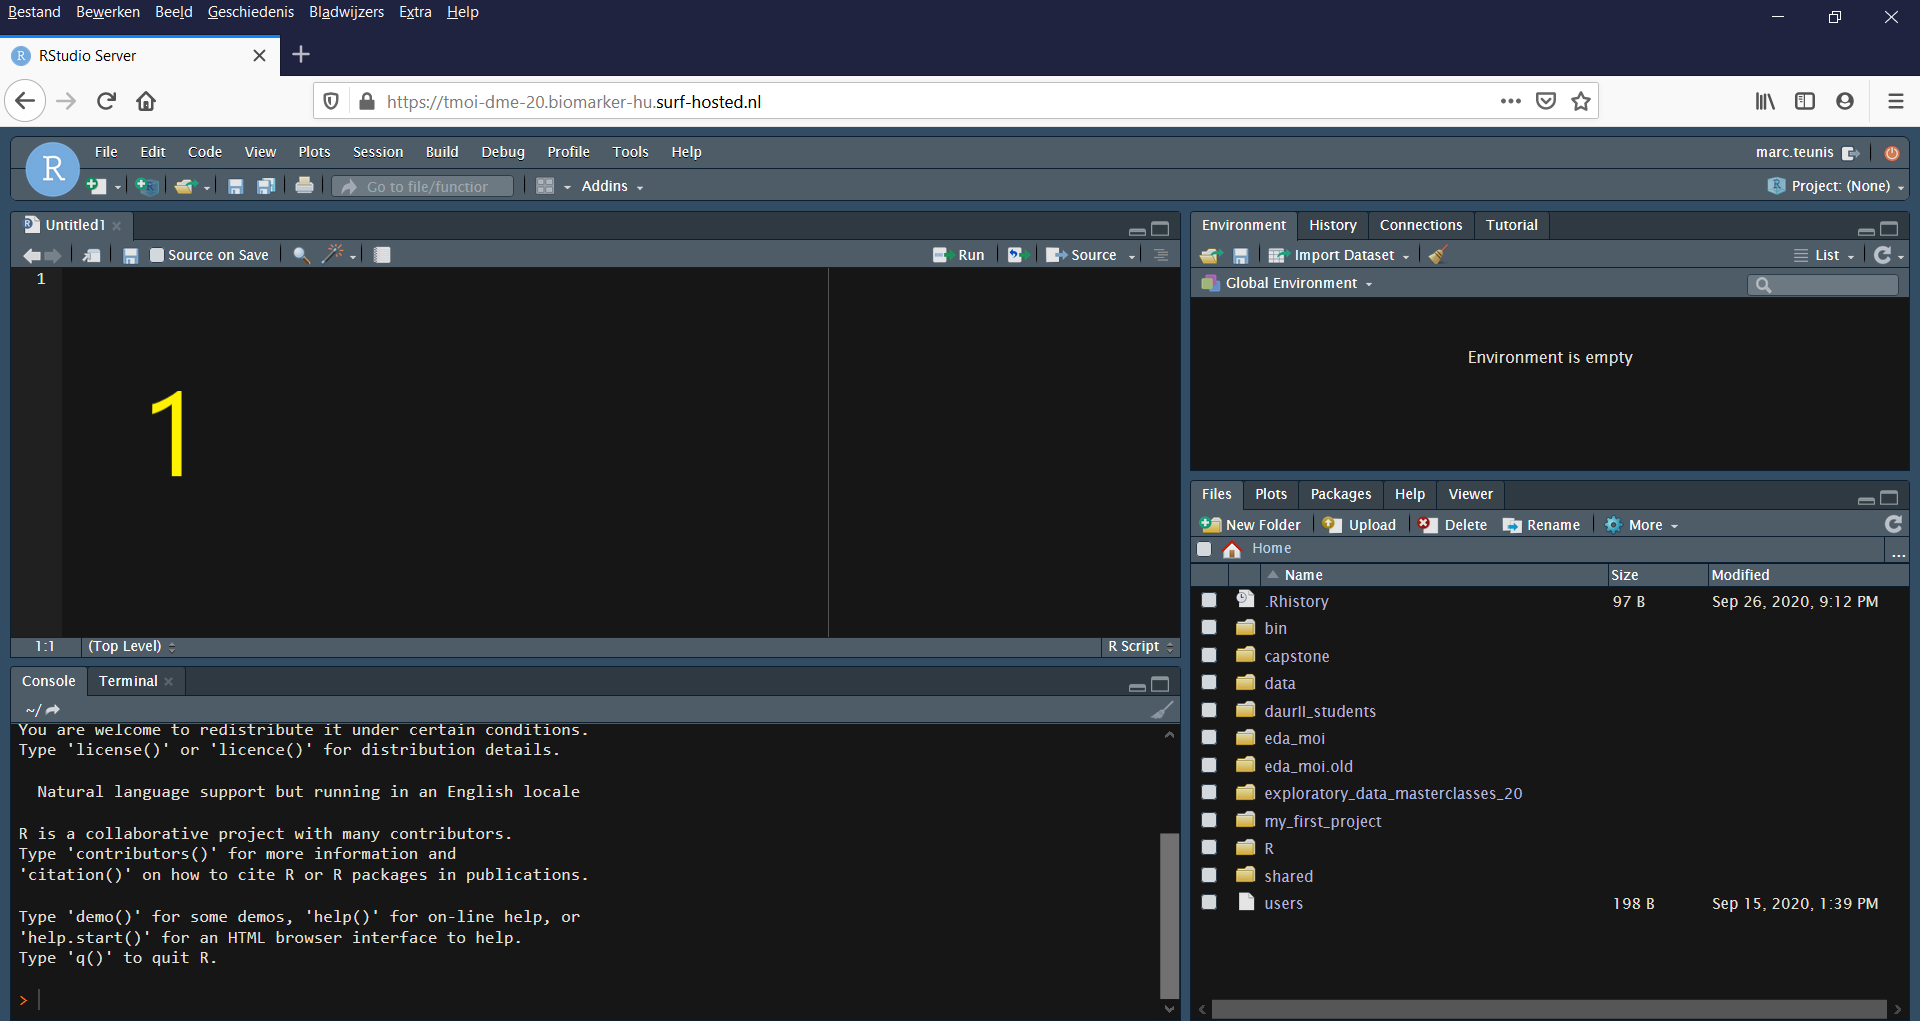 Bestand Bewerken Beeld Geschiedenis Bladwijzers Extra Help
R RStudio Server
https://tmoi-dme-20.biomarker-hu.surf-hosted.nl
R File Edit Code View Plots Session Build Debug Profile Tools Help marc.teunis
Go to file/functior Addins Project: (None)
Untitled1
Source on Save Run Source
1
1
1:1 (Top Level) R Script
Console Terminal
~/
You are welcome to redistribute it under certain conditions.
Type 'license()' or 'licence()' for distribution details.
Natural language support but running in an English locale
R is a collaborative project with many contributors.
Type 'contributors()' for more information and
'citation()' on how to cite R or R packages in publications.
Type 'demo()' for some demos, 'help()' for on-line help, or
'help.start()' for an HTML browser interface to help.
Type 'q()' to quit R.
>
Environment History Connections Tutorial
Import Dataset List
Global Environment
Environment is empty
Files Plots Packages Help Viewer
New Folder Upload Delete Rename More
Home ...
Name Size Modified
.Rhistory 97 B Sep 26, 2020, 9:12 PM
bin
capstone
data
daurII_students
eda_moi
eda_moi.old
exploratory_data_masterclasses_20
my_first_project
R
shared
users 198 B Sep 15, 2020, 1:39 PM